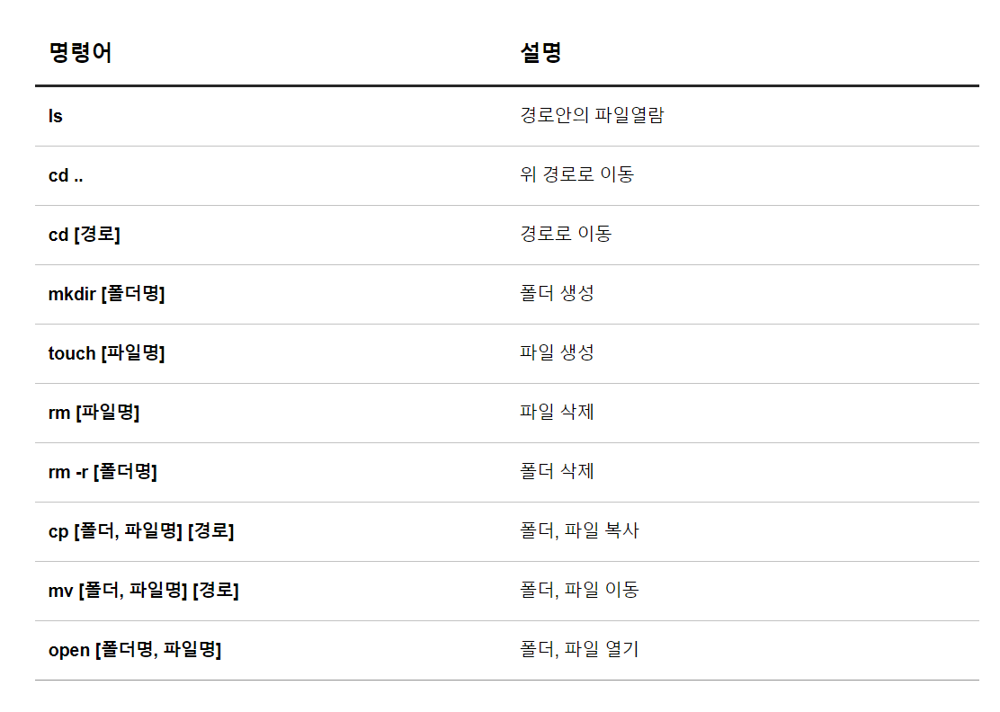 명령어 설명
ls 경로안의 파일열람
cd .. 위 경로로 이동
cd [경로] 경로로 이동
mkdir [폴더명] 폴더 생성
touch [파일명] 파일 생성
rm [파일명] 파일 삭제
rm -r [폴더명] 폴더 삭제
cp [폴더, 파일명] [경로] 폴더, 파일 복사
mv [폴더, 파일명] [경로] 폴더, 파일 이동
open [폴더명, 파일명] 폴더, 파일 열기